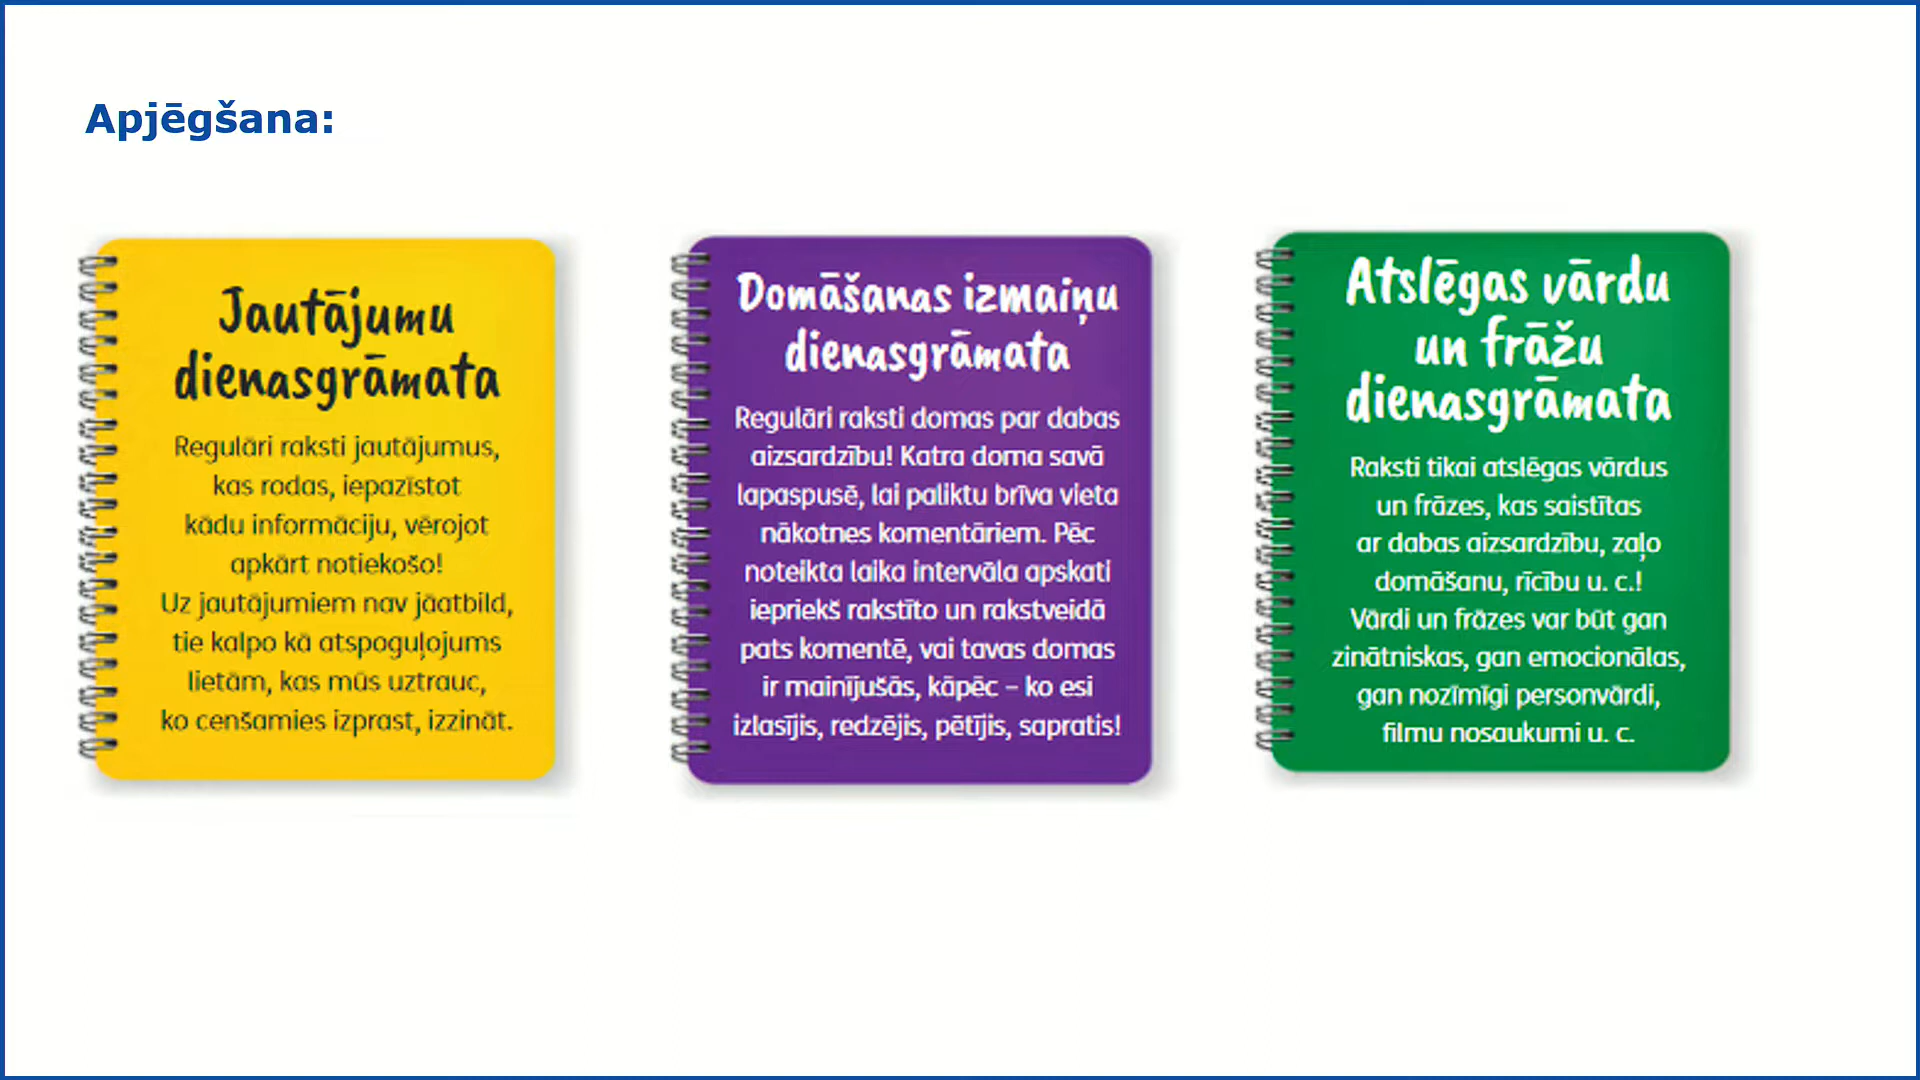 Apjēgšana:
Jautājumu
dienasgrāmata
Regulāri raksti jautājumus,
kas rodas, iepazīstot
kādu informāciju, vērojot
apkārt notiekošo!
Uz jautājumiem nav jāatbild,
tie kalpo kā atspoguļojums
lietām, kas mūs uztrauc,
ko cenšamies izprast, izzināt.
Domāšanas izmaiņu
dienasgrāmata
Regulāri raksti domas par dabas
aizsardzību! Katra doma savā
lapaspusē, lai paliktu brīva vieta
nākotnes komentāriem. Pēc
noteikta laika intervāla apskati
iepriekš rakstīto un rakstveidā
pats komentē, vai tavas domas
ir mainījušās, kāpēc – ko esi
izlasījis, redzējis, pētījis, sapratis!
Atslēgas vārdu
un frāžu
dienasgrāmata
Raksti tikai atslēgas vārdus
un frāzes, kas saistītas
ar dabas aizsardzību, zaļo
domāšanu, rīcību u. c.!
Vārdi un frāzes var būt gan
zinātniskas, gan emocionālas,
gan nozīmīgi personvārdi,
filmu nosaukumi u. c.